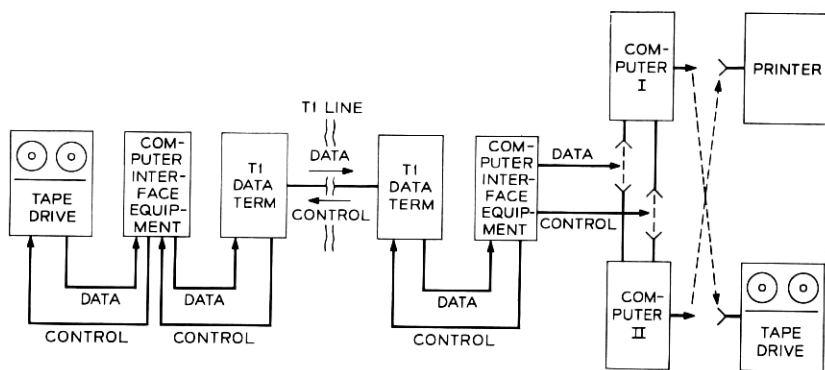 TAPE
DRIVE
COM-
PUTER
INTER-
FACE
EQUIP-
MENT
T1
DATA
TERM
T1 LINE
DATA
CONTROL
T1
DATA
TERM
COM-
PUTER
INTER-
FACE
EQUIP-
MENT
DATA
CONTROL
COM-
PUTER
I
PRINTER
COM-
PUTER
II
TAPE
DRIVE
DATA
DATA
DATA
CONTROL
CONTROL
CONTROL